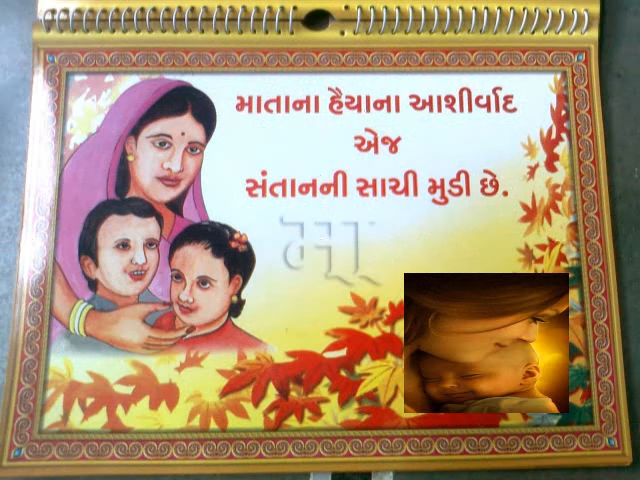 માતાના હૈયાના આશીર્વાદ
એજ
સંતાનની સાચી મુડી છે.
મા